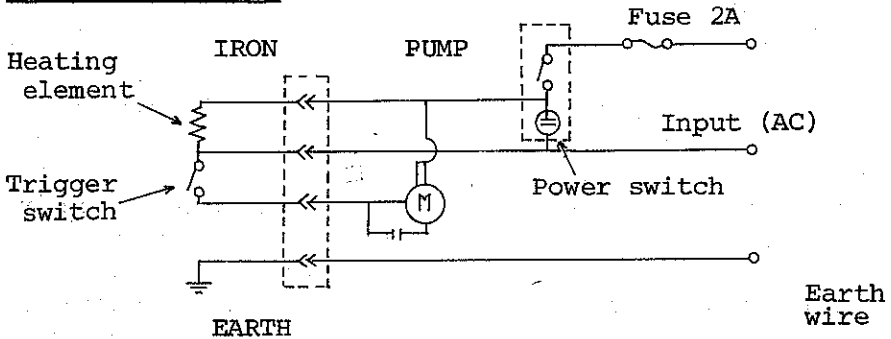 Fuse 2A
IRON
PUMP
Heating
element
Input (AC)
Trigger
switch
M
Power switch
Earth
wire
EARTH